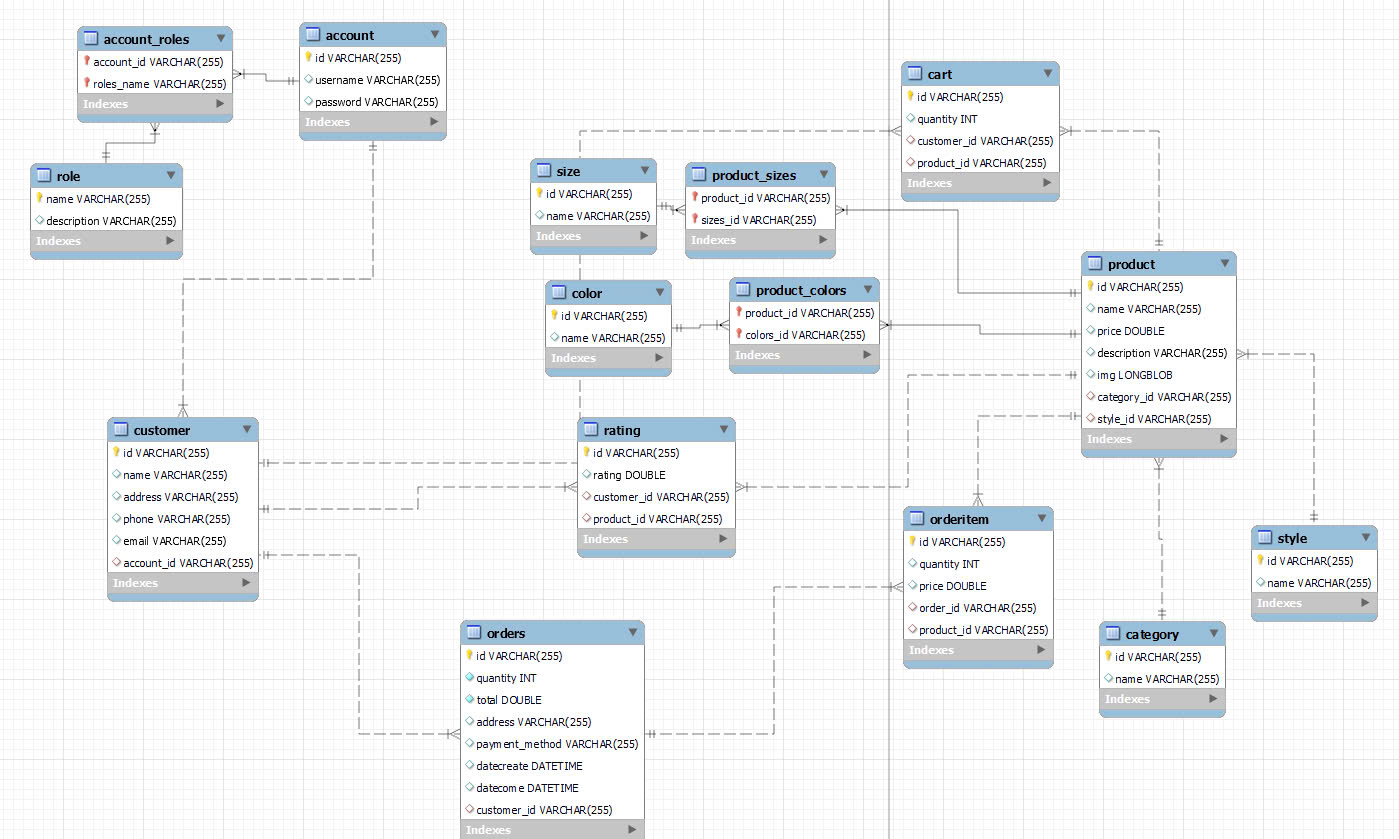 account_roles
account_id VARCHAR(255)
roles_name VARCHAR(255)
Indexes
account
id VARCHAR(255)
username VARCHAR(255)
password VARCHAR(255)
Indexes
role
name VARCHAR(255)
description VARCHAR(255)
Indexes
cart
id VARCHAR(255)
quantity INT
customer_id VARCHAR(255)
product_id VARCHAR(255)
Indexes
size
id VARCHAR(255)
name VARCHAR(255)
Indexes
product_sizes
product_id VARCHAR(255)
sizes_id VARCHAR(255)
Indexes
color
id VARCHAR(255)
name VARCHAR(255)
Indexes
product_colors
product_id VARCHAR(255)
colors_id VARCHAR(255)
Indexes
product
id VARCHAR(255)
name VARCHAR(255)
price DOUBLE
description VARCHAR(255)
img LONGBLOB
category_id VARCHAR(255)
style_id VARCHAR(255)
Indexes
customer
id VARCHAR(255)
name VARCHAR(255)
address VARCHAR(255)
phone VARCHAR(255)
email VARCHAR(255)
account_id VARCHAR(255)
Indexes
rating
id VARCHAR(255)
rating DOUBLE
customer_id VARCHAR(255)
product_id VARCHAR(255)
Indexes
orderitem
id VARCHAR(255)
quantity INT
price DOUBLE
order_id VARCHAR(255)
product_id VARCHAR(255)
Indexes
style
id VARCHAR(255)
name VARCHAR(255)
Indexes
orders
id VARCHAR(255)
quantity INT
total DOUBLE
address VARCHAR(255)
payment_method VARCHAR(255)
datecreate DATETIME
datecome DATETIME
customer_id VARCHAR(255)
Indexes
category
id VARCHAR(255)
name VARCHAR(255)
Indexes